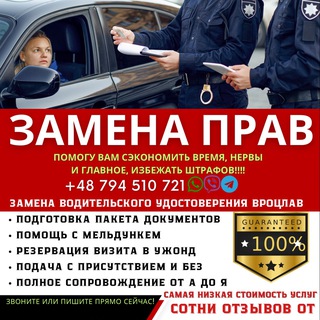 ЗАМЕНА ПРАВ
ПОМОГУ ВАМ СЭКОНОМИТЬ ВРЕМЯ, НЕРВЫ
И ГЛАВНОЕ, ИЗБЕЖАТЬ ШТРАФОВ!!!!
+48 794 510 721
ЗАМЕНА ВОДИТЕЛЬСКОГО УДОСТОВЕРЕНИЯ ВРОЦЛАВ
• ПОДГОТОВКА ПАКЕТА ДОКУМЕНТОВ
• ПОМОЩЬ С МЕЛЬДУНКЕМ
• РЕЗЕРВАЦИЯ ВИЗИТА В УЖОНД
• ПОДАЧА С ПРИСУТСТВИЕМ И БЕЗ
• ПОЛНОЕ СОПРОВОЖДЕНИЕ ОТ А ДО Я
GUARANTEED
100%
ЗВОНИТЕ ИЛИ ПИШИТЕ ПРЯМО СЕЙЧАС!
САМАЯ НИЗКАЯ СТОИМОСТЬ УСЛУГ
СОТНИ ОТЗЫВОВ ОТ